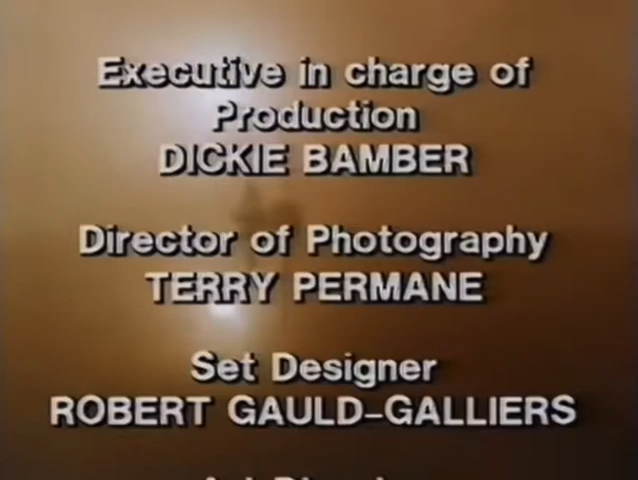 Executive in charge of
Production
DICKIE BAMBER
Director of Photography
TERRY PERMANE
Set Designer
ROBERT GAULD-GALLIERS